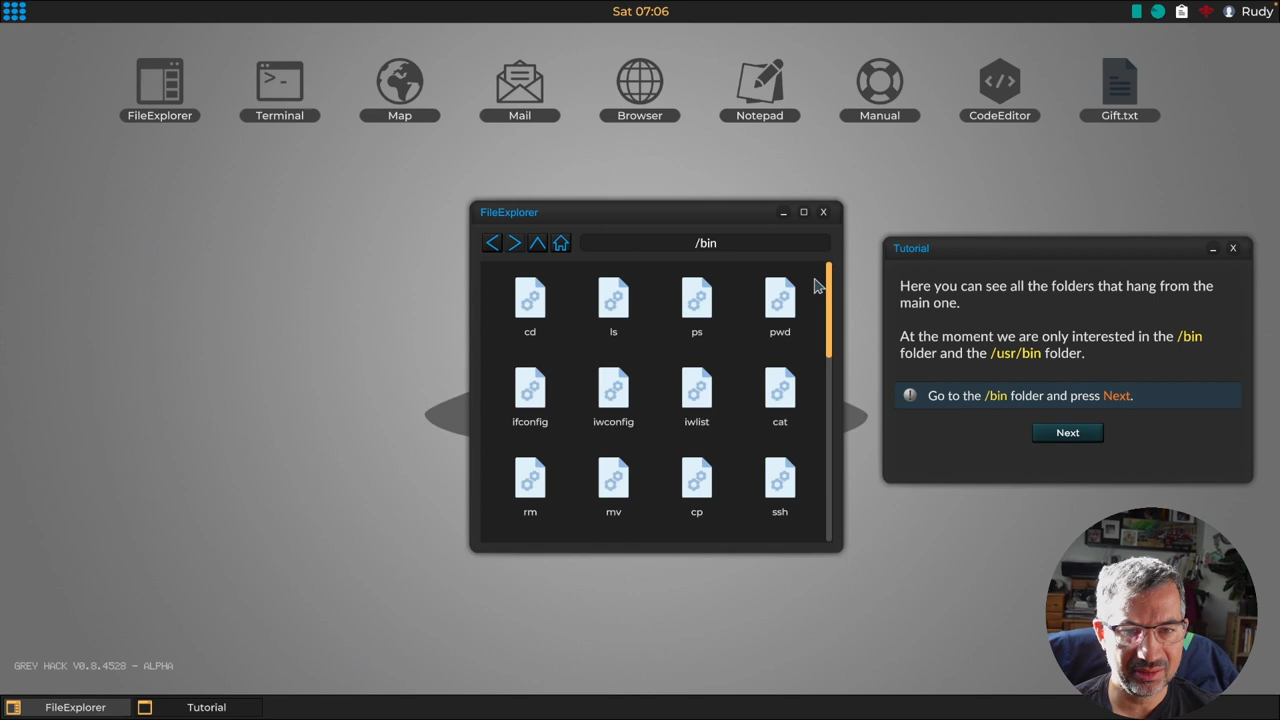 Sat 07:06
Rudy
FileExplorer
Terminal
Map
Mail
Browser
Notepad
Manual
CodeEditor
Gift.txt
FileExplorer
X
/bin
cd
ls
ps
pwd
ifconfig
iwconfig
iwlist
cat
rm
mv
cp
ssh
Tutorial
X
Here you can see all the folders that hang from the
main one.
At the moment we are only interested in the /bin
folder and the /usr/bin folder.
Go to the /bin folder and press Next.
Next
GREY HACK V0.8.4528 - ALPHA
FileExplorer
Tutorial